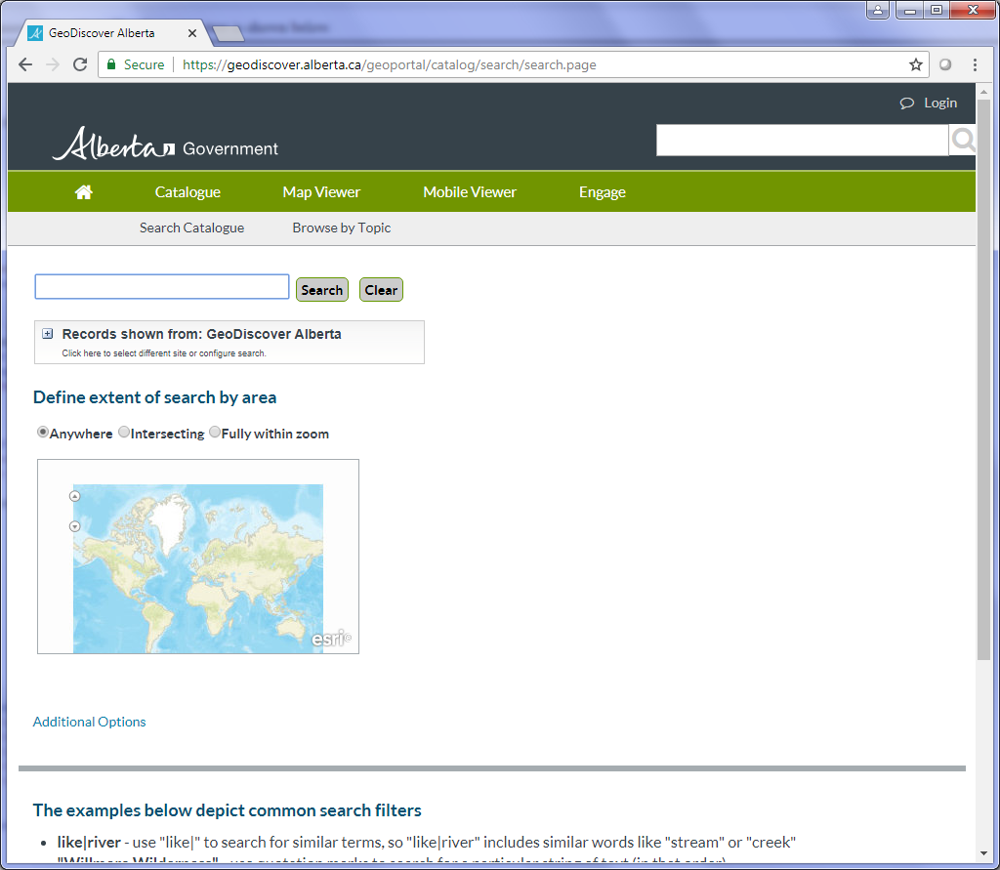 GeoDiscover Alberta
Secure
https://geodiscover.alberta.ca/geoportal/catalog/search/search.page
Login
Alberta Government
Catalogue Map Viewer Mobile Viewer Engage
Search Catalogue Browse by Topic
Search Clear
Records shown from: GeoDiscover Alberta
Click here to select different site or configure search.
Define extent of search by area
Anywhere Intersecting Fully within zoom
esri
Additional Options
The examples below depict common search filters
like|river - use "like|" to search for similar terms, so "like|river" includes similar words like "stream" or "creek"
"Willmore Wilderness" - use quotation marks to search for a particular string of text (in that order)